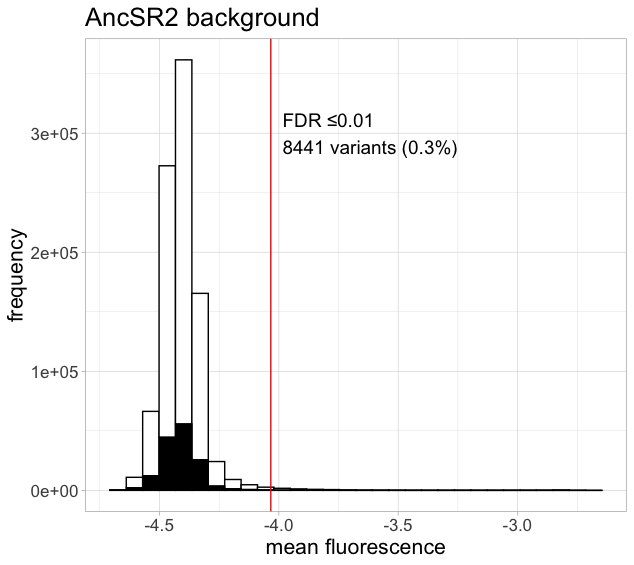 AncSR2 background
FDR ≤0.01
8441 variants (0.3%)
frequency
3e+05
2e+05
1e+05
0e+00
-4.5 -4.0 -3.5 -3.0
mean fluorescence